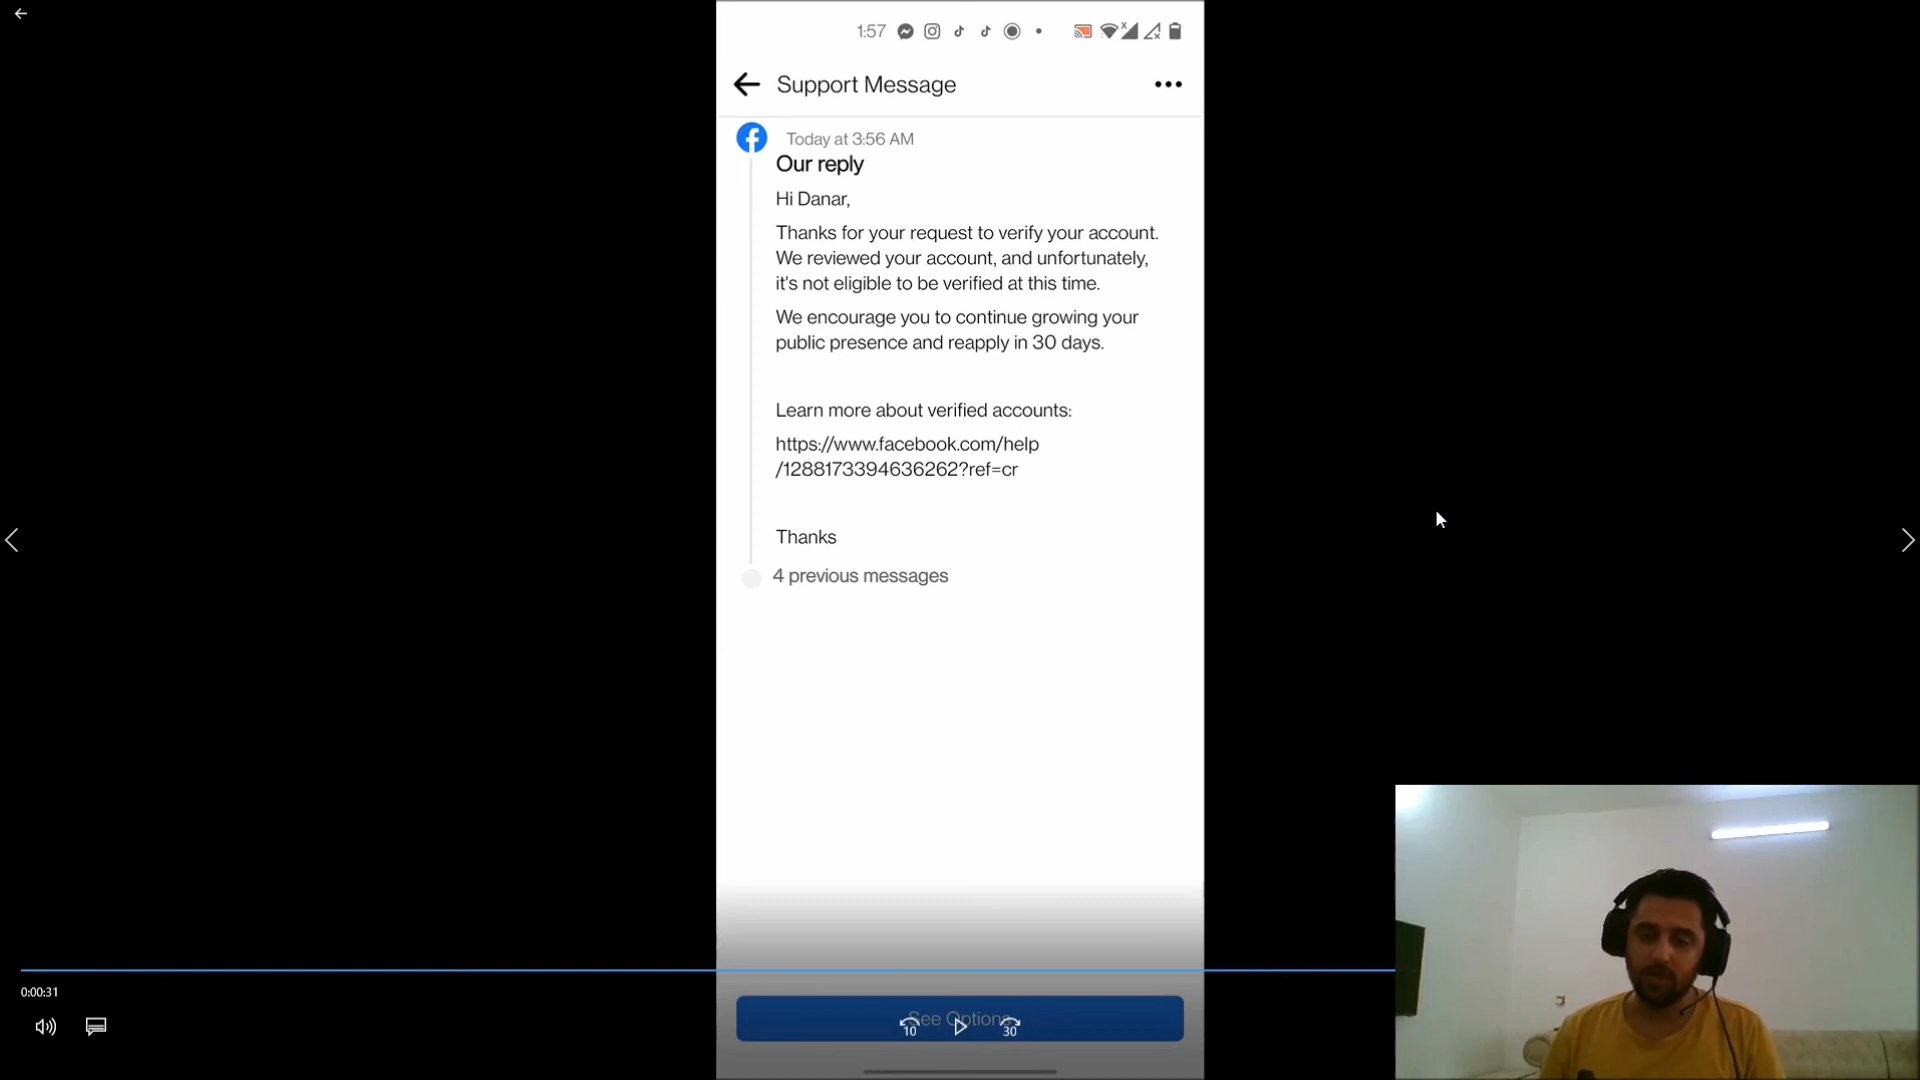 1:57
Support Message
Today at 3:56 AM
Our reply
Hi Danar,
Thanks for your request to verify your account.
We reviewed your account, and unfortunately,
it's not eligible to be verified at this time.
We encourage you to continue growing your
public presence and reapply in 30 days.
Learn more about verified accounts:
https://www.facebook.com/help
/1288173394636262?ref=cr
Thanks
4 previous messages
0:00:31
See Options
10
30